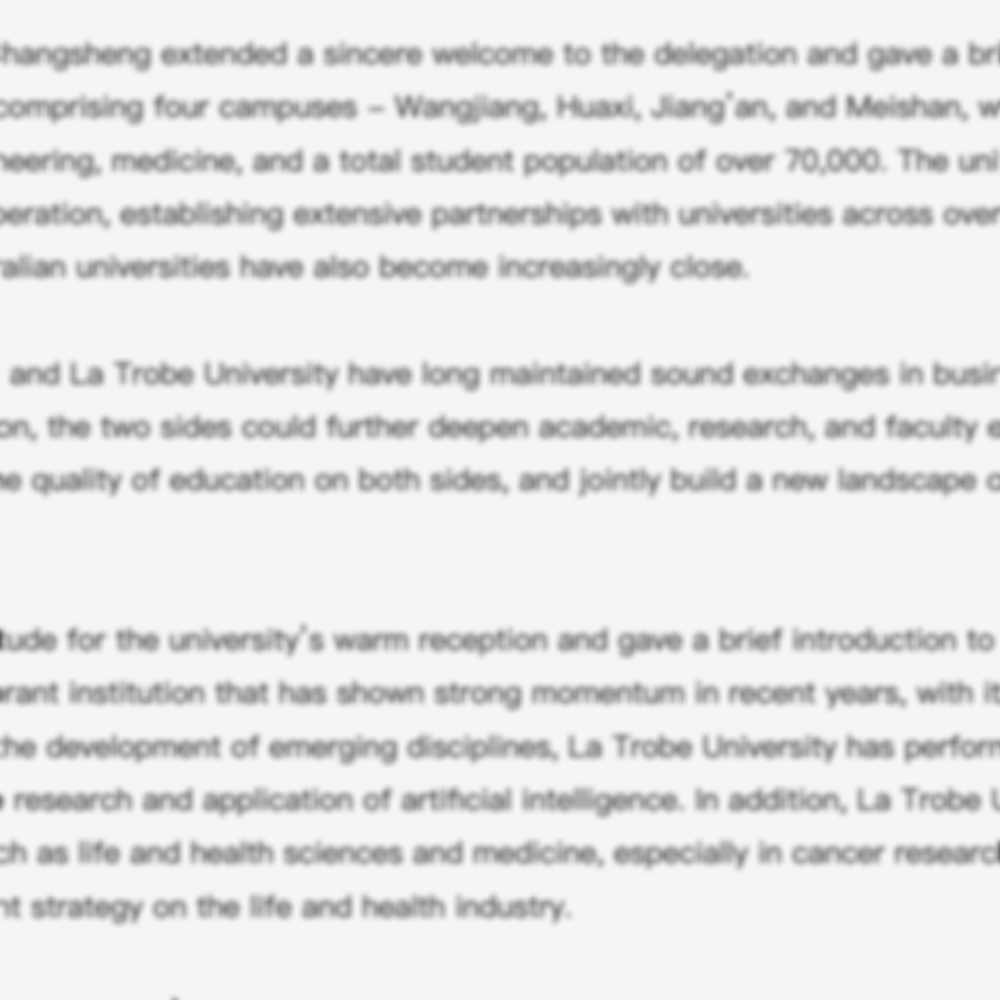 hangsheng extended a sincere welcome to the delegation and gave a bri
comprising four campuses – Wangjiang, Huaxi, Jiang'an, and Meishan, w
neering, medicine, and a total student population of over 70,000. The uni
peration, establishing extensive partnerships with universities across over
ralian universities have also become increasingly close.
and La Trobe University have long maintained sound exchanges in busin
on, the two sides could further deepen academic, research, and faculty e
he quality of education on both sides, and jointly build a new landscape o
tude for the university's warm reception and gave a brief introduction to
rant institution that has shown strong momentum in recent years, with it
the development of emerging disciplines, La Trobe University has perform
e research and application of artificial intelligence. In addition, La Trobe U
ch as life and health sciences and medicine, especially in cancer research
nt strategy on the life and health industry.